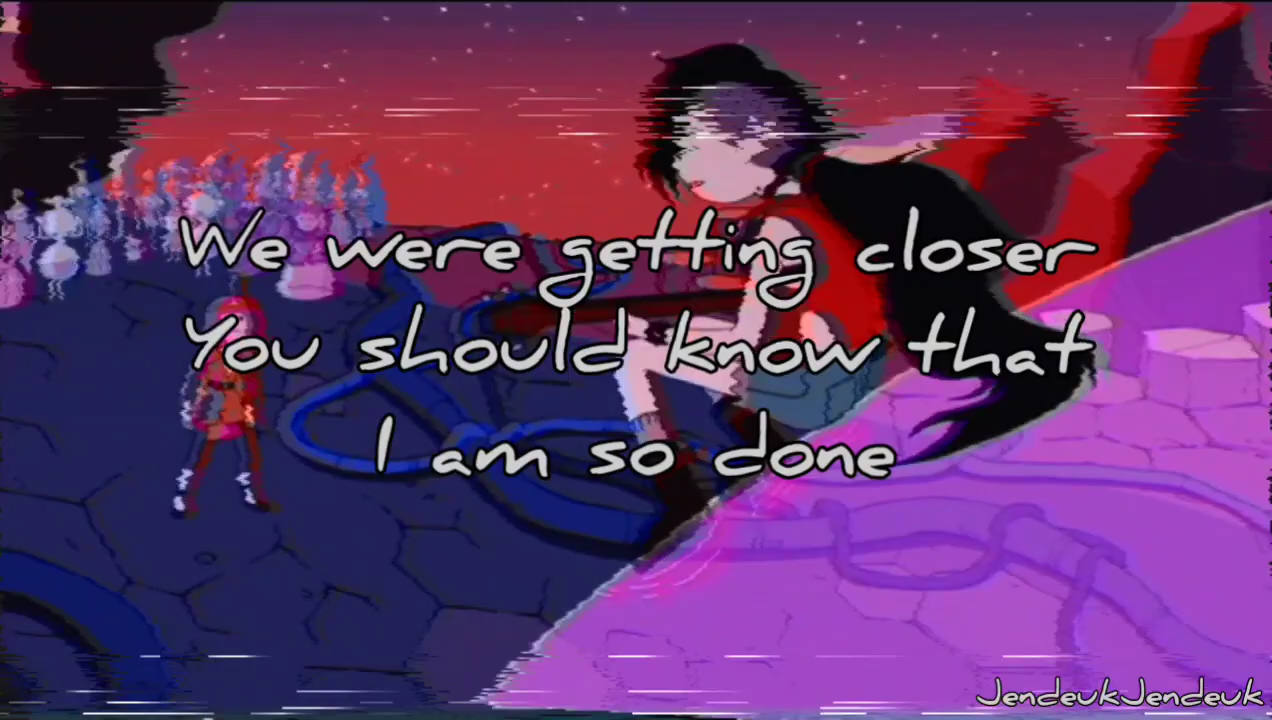 We were getting closer
You should know that
I am so done
JendeukJendeuk